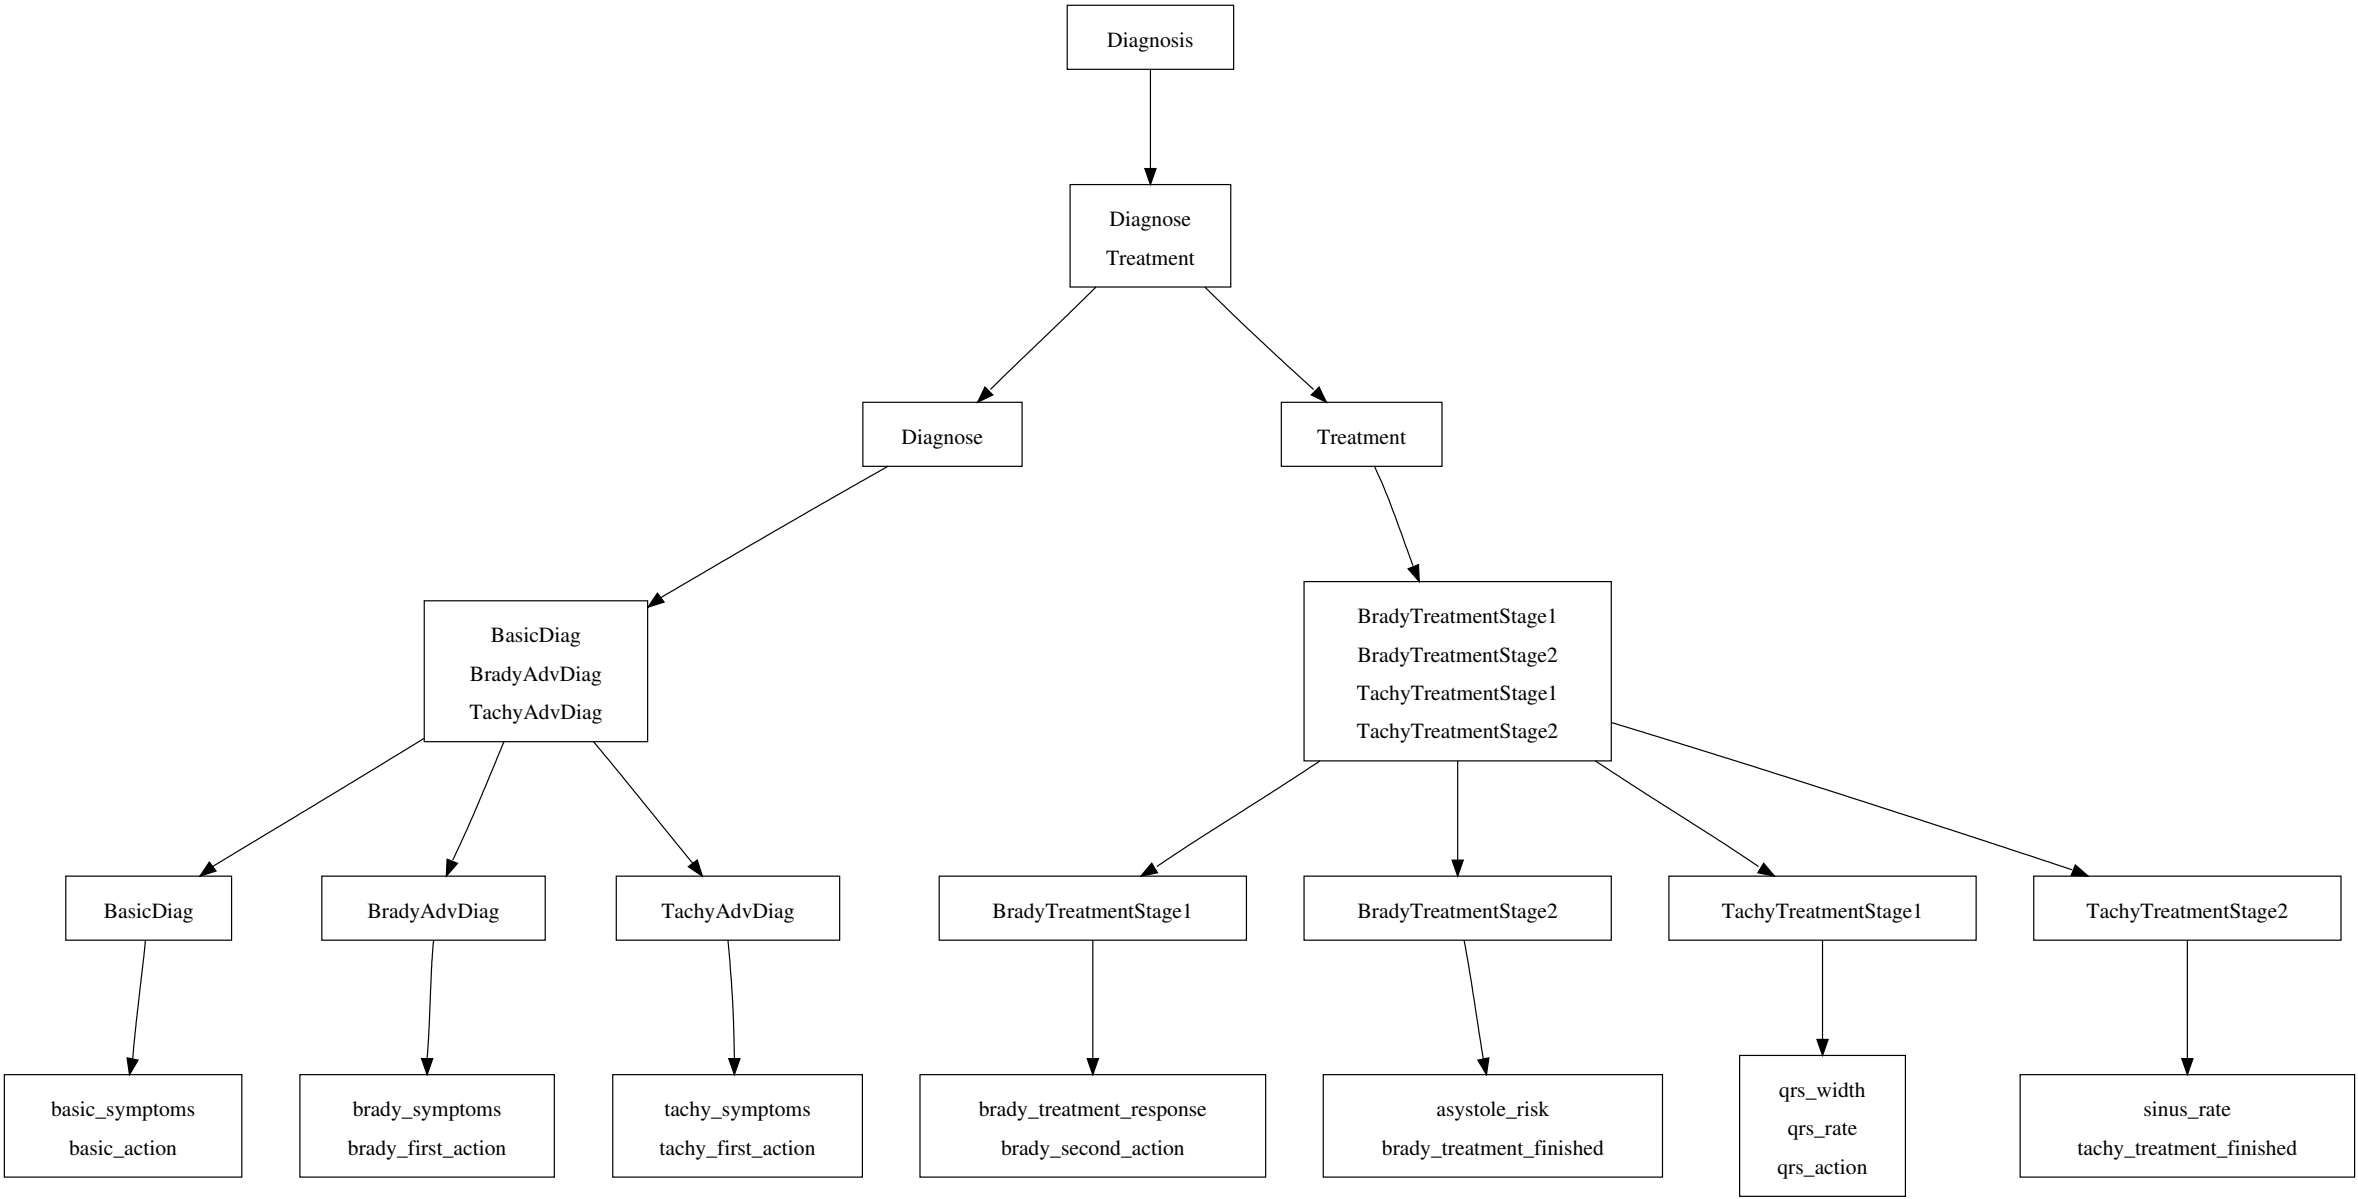 Diagnosis
Diagnose
Treatment
Diagnose
Treatment
BasicDiag
BradyAdvDiag
TachyAdvDiag
BradyTreatmentStage1
BradyTreatmentStage2
TachyTreatmentStage1
TachyTreatmentStage2
BasicDiag
BradyAdvDiag
TachyAdvDiag
BradyTreatmentStage1
BradyTreatmentStage2
TachyTreatmentStage1
TachyTreatmentStage2
basic_symptoms
basic_action
brady_symptoms
brady_first_action
tachy_symptoms
tachy_first_action
brady_treatment_response
brady_second_action
asystole_risk
brady_treatment_finished
qrs_width
qrs_rate
qrs_action
sinus_rate
tachy_treatment_finished